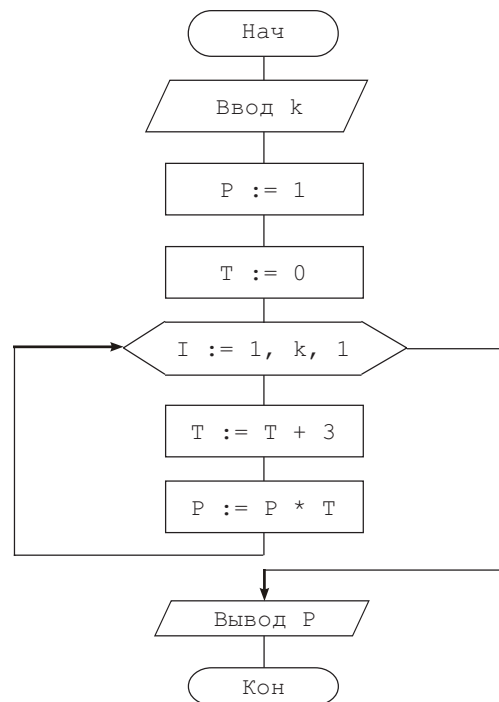 Нач
Ввод k
P := 1
T := 0
I := 1, k, 1
T := T + 3
P := P * T
Вывод P
Кон